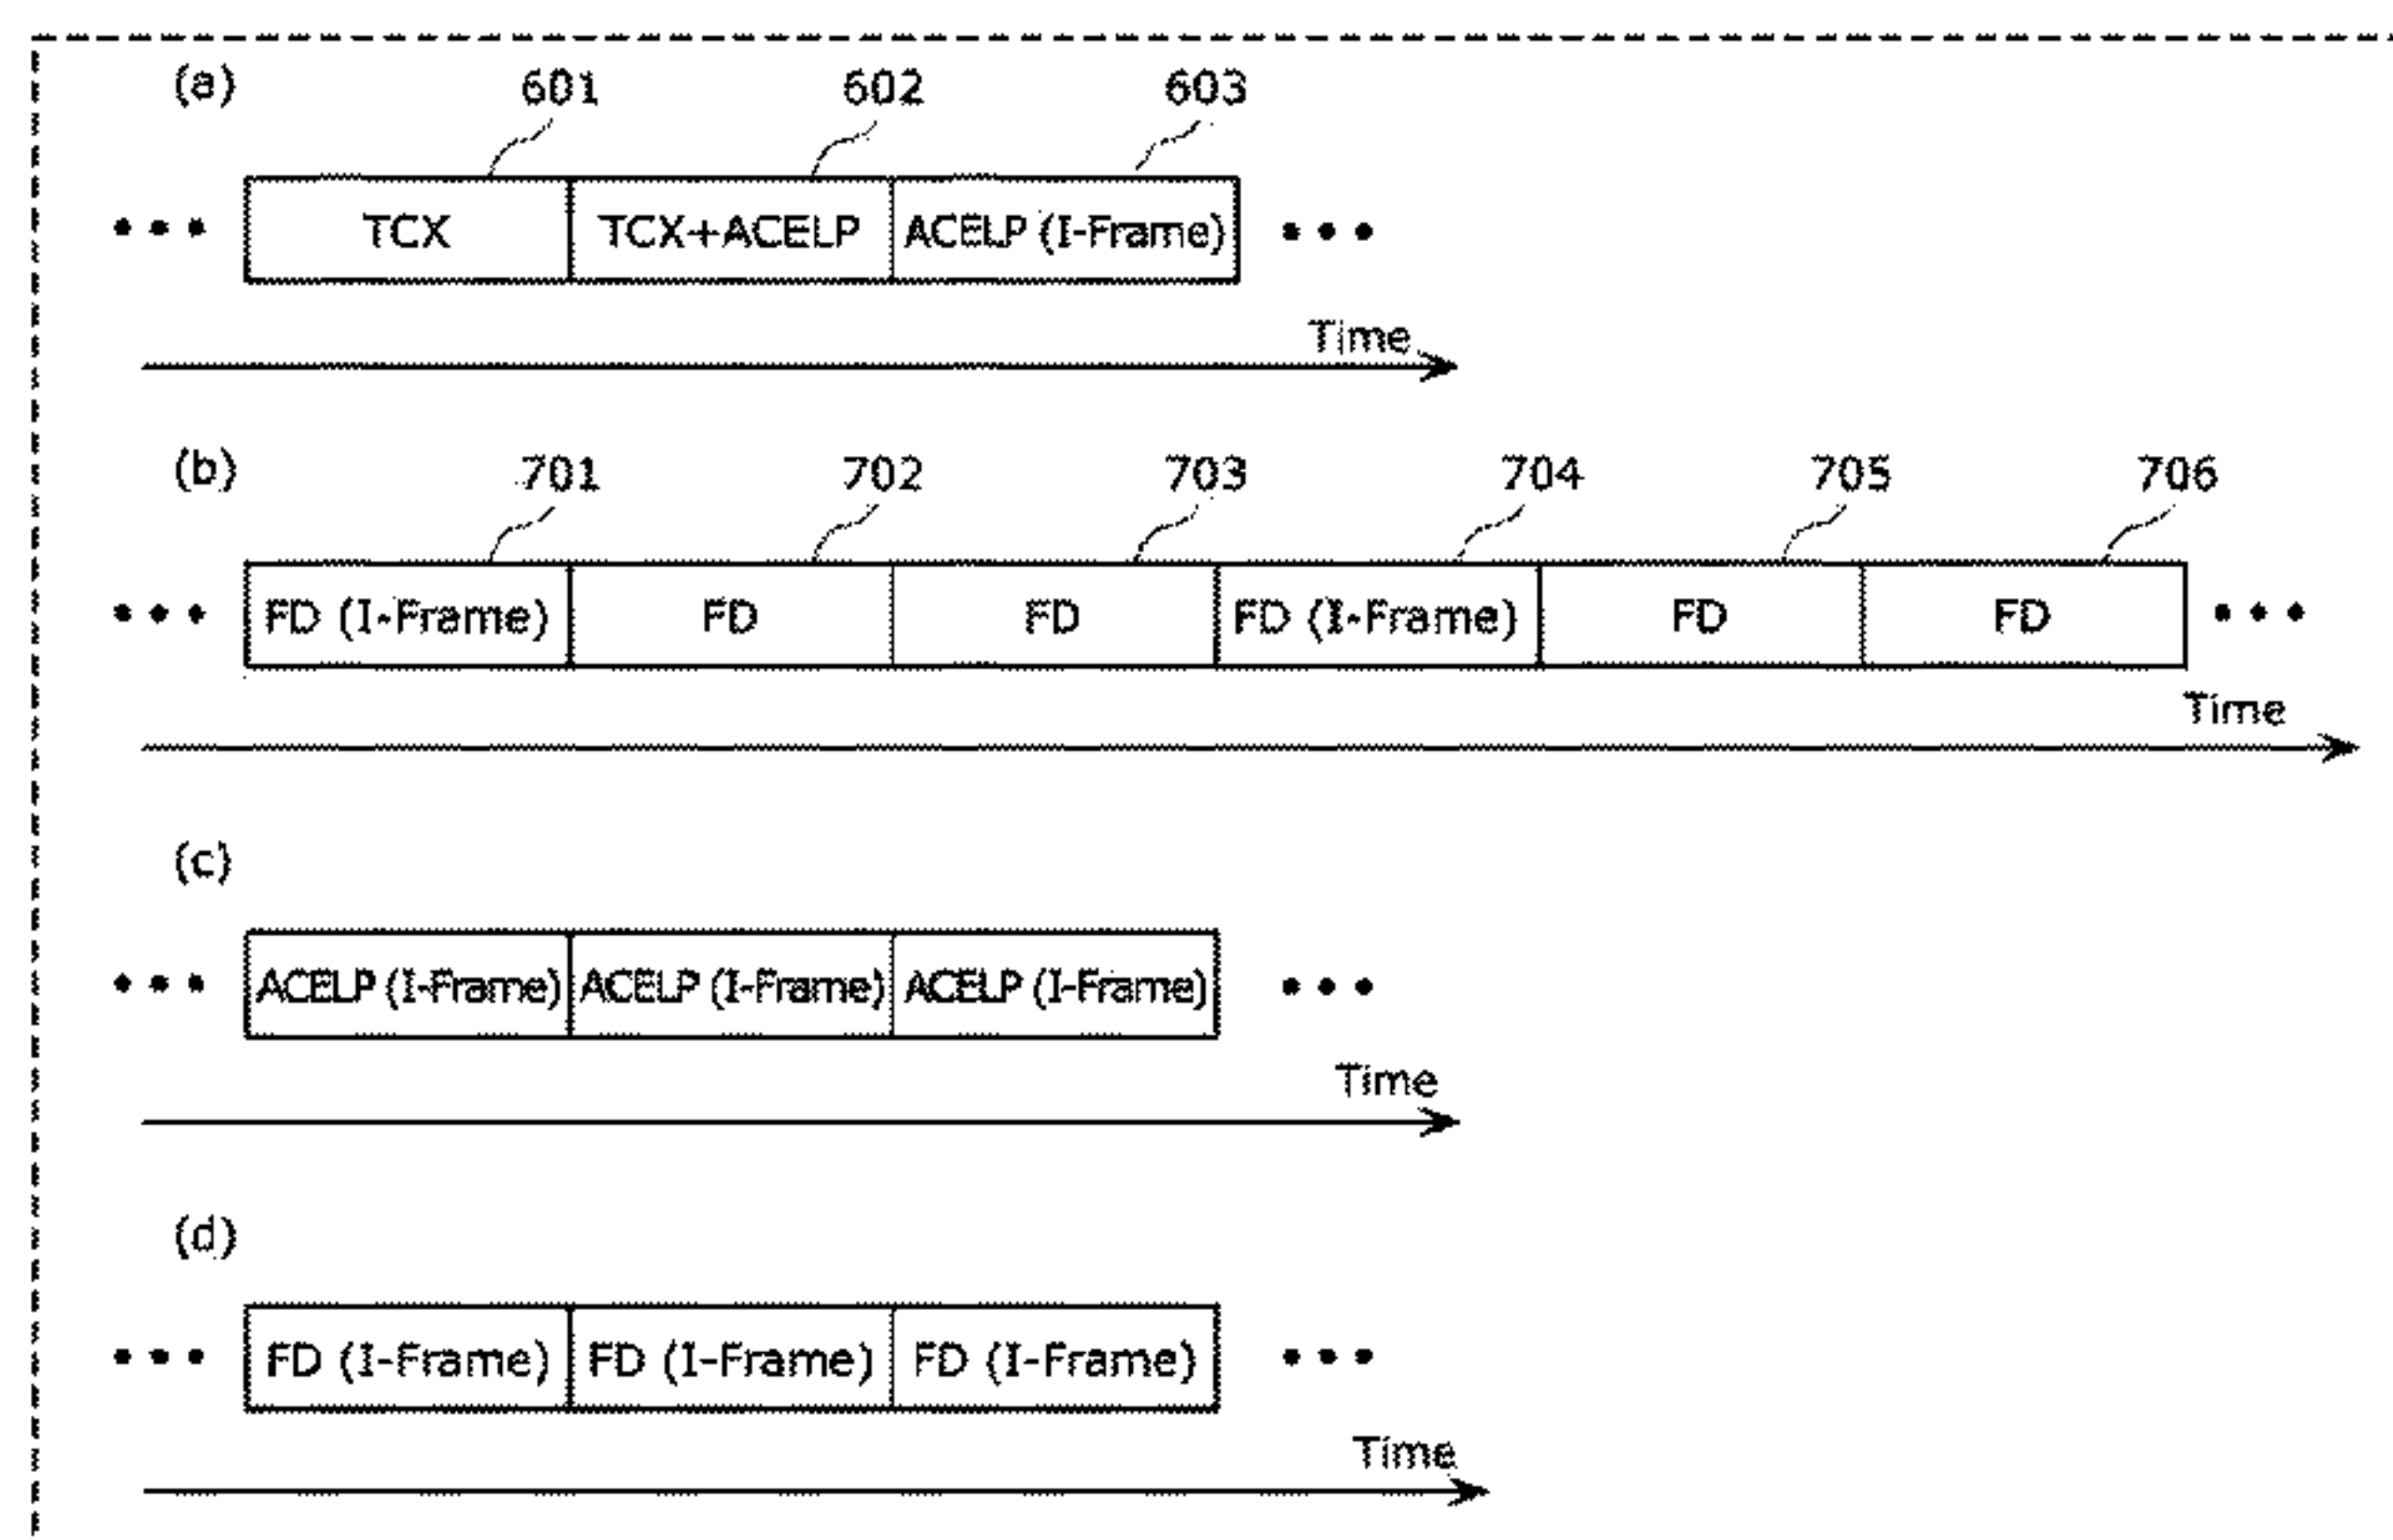 (a) 601 602 603
••• TCX TCX+ACELP ACELP (I-Frame) •••
Time
(b) 701 702 703 704 705 706
••• FD (I-Frame) FD FD FD (I-Frame) FD FD •••
Time
(c)
••• ACELP (I-Frame) ACELP (I-Frame) ACELP (I-Frame) •••
Time
(d)
••• FD (I-Frame) FD (I-Frame) FD (I-Frame) •••
Time